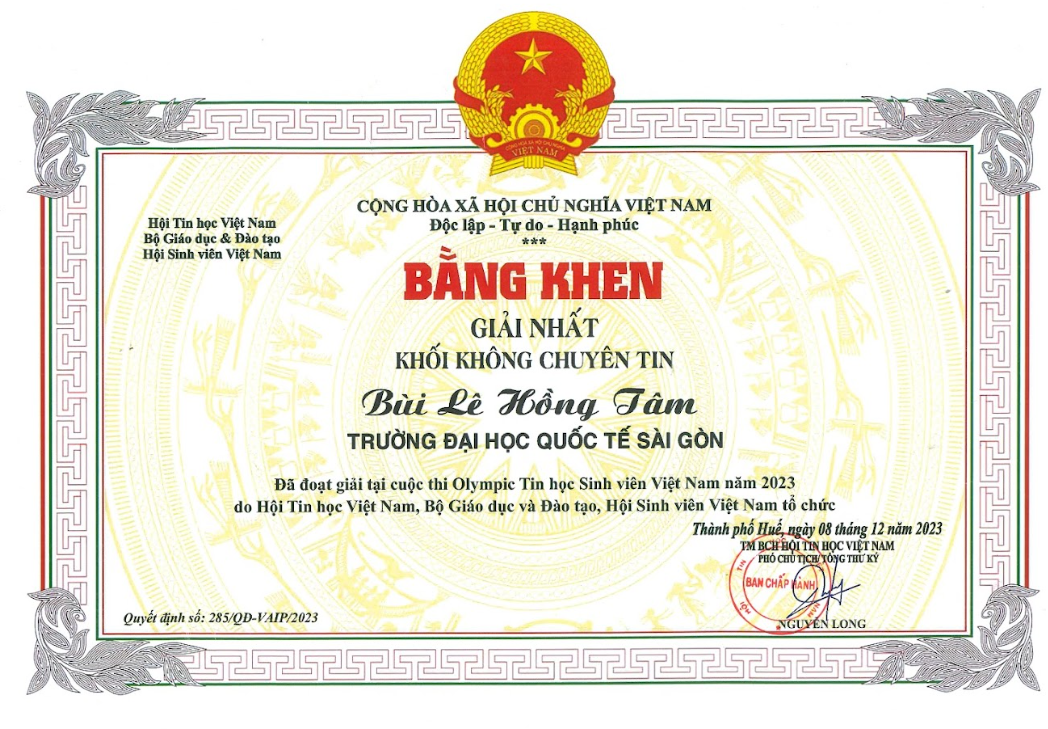 CỘNG HÒA XÃ HỘI CHỦ NGHĨA
VIỆT NAM
Hội Tin học Việt Nam
Bộ Giáo dục & Đào tạo
Hội Sinh viên Việt Nam
CỘNG HÒA XÃ HỘI CHỦ NGHĨA VIỆT NAM
Độc lập - Tự do - Hạnh phúc
***
BẰNG KHEN
GIẢI NHẤT
KHỐI KHÔNG CHUYÊN TIN
Bùi Lê Hồng Tâm
TRƯỜNG ĐẠI HỌC QUỐC TẾ SÀI GÒN
Đã đoạt giải tại cuộc thi Olympic Tin học Sinh viên Việt Nam năm 2023
do Hội Tin học Việt Nam, Bộ Giáo dục và Đào tạo, Hội Sinh viên Việt Nam tổ chức
Thành phố Huế, ngày 08 tháng 12 năm 2023
TM BCH HỘI TIN HỌC VIỆT NAM
PHÓ CHỦ TỊCH/TỔNG THƯ KÝ
BAN CHẤP HÀNH
NGUYỄN LONG
Quyết định số: 285/QĐ-VAIP/2023